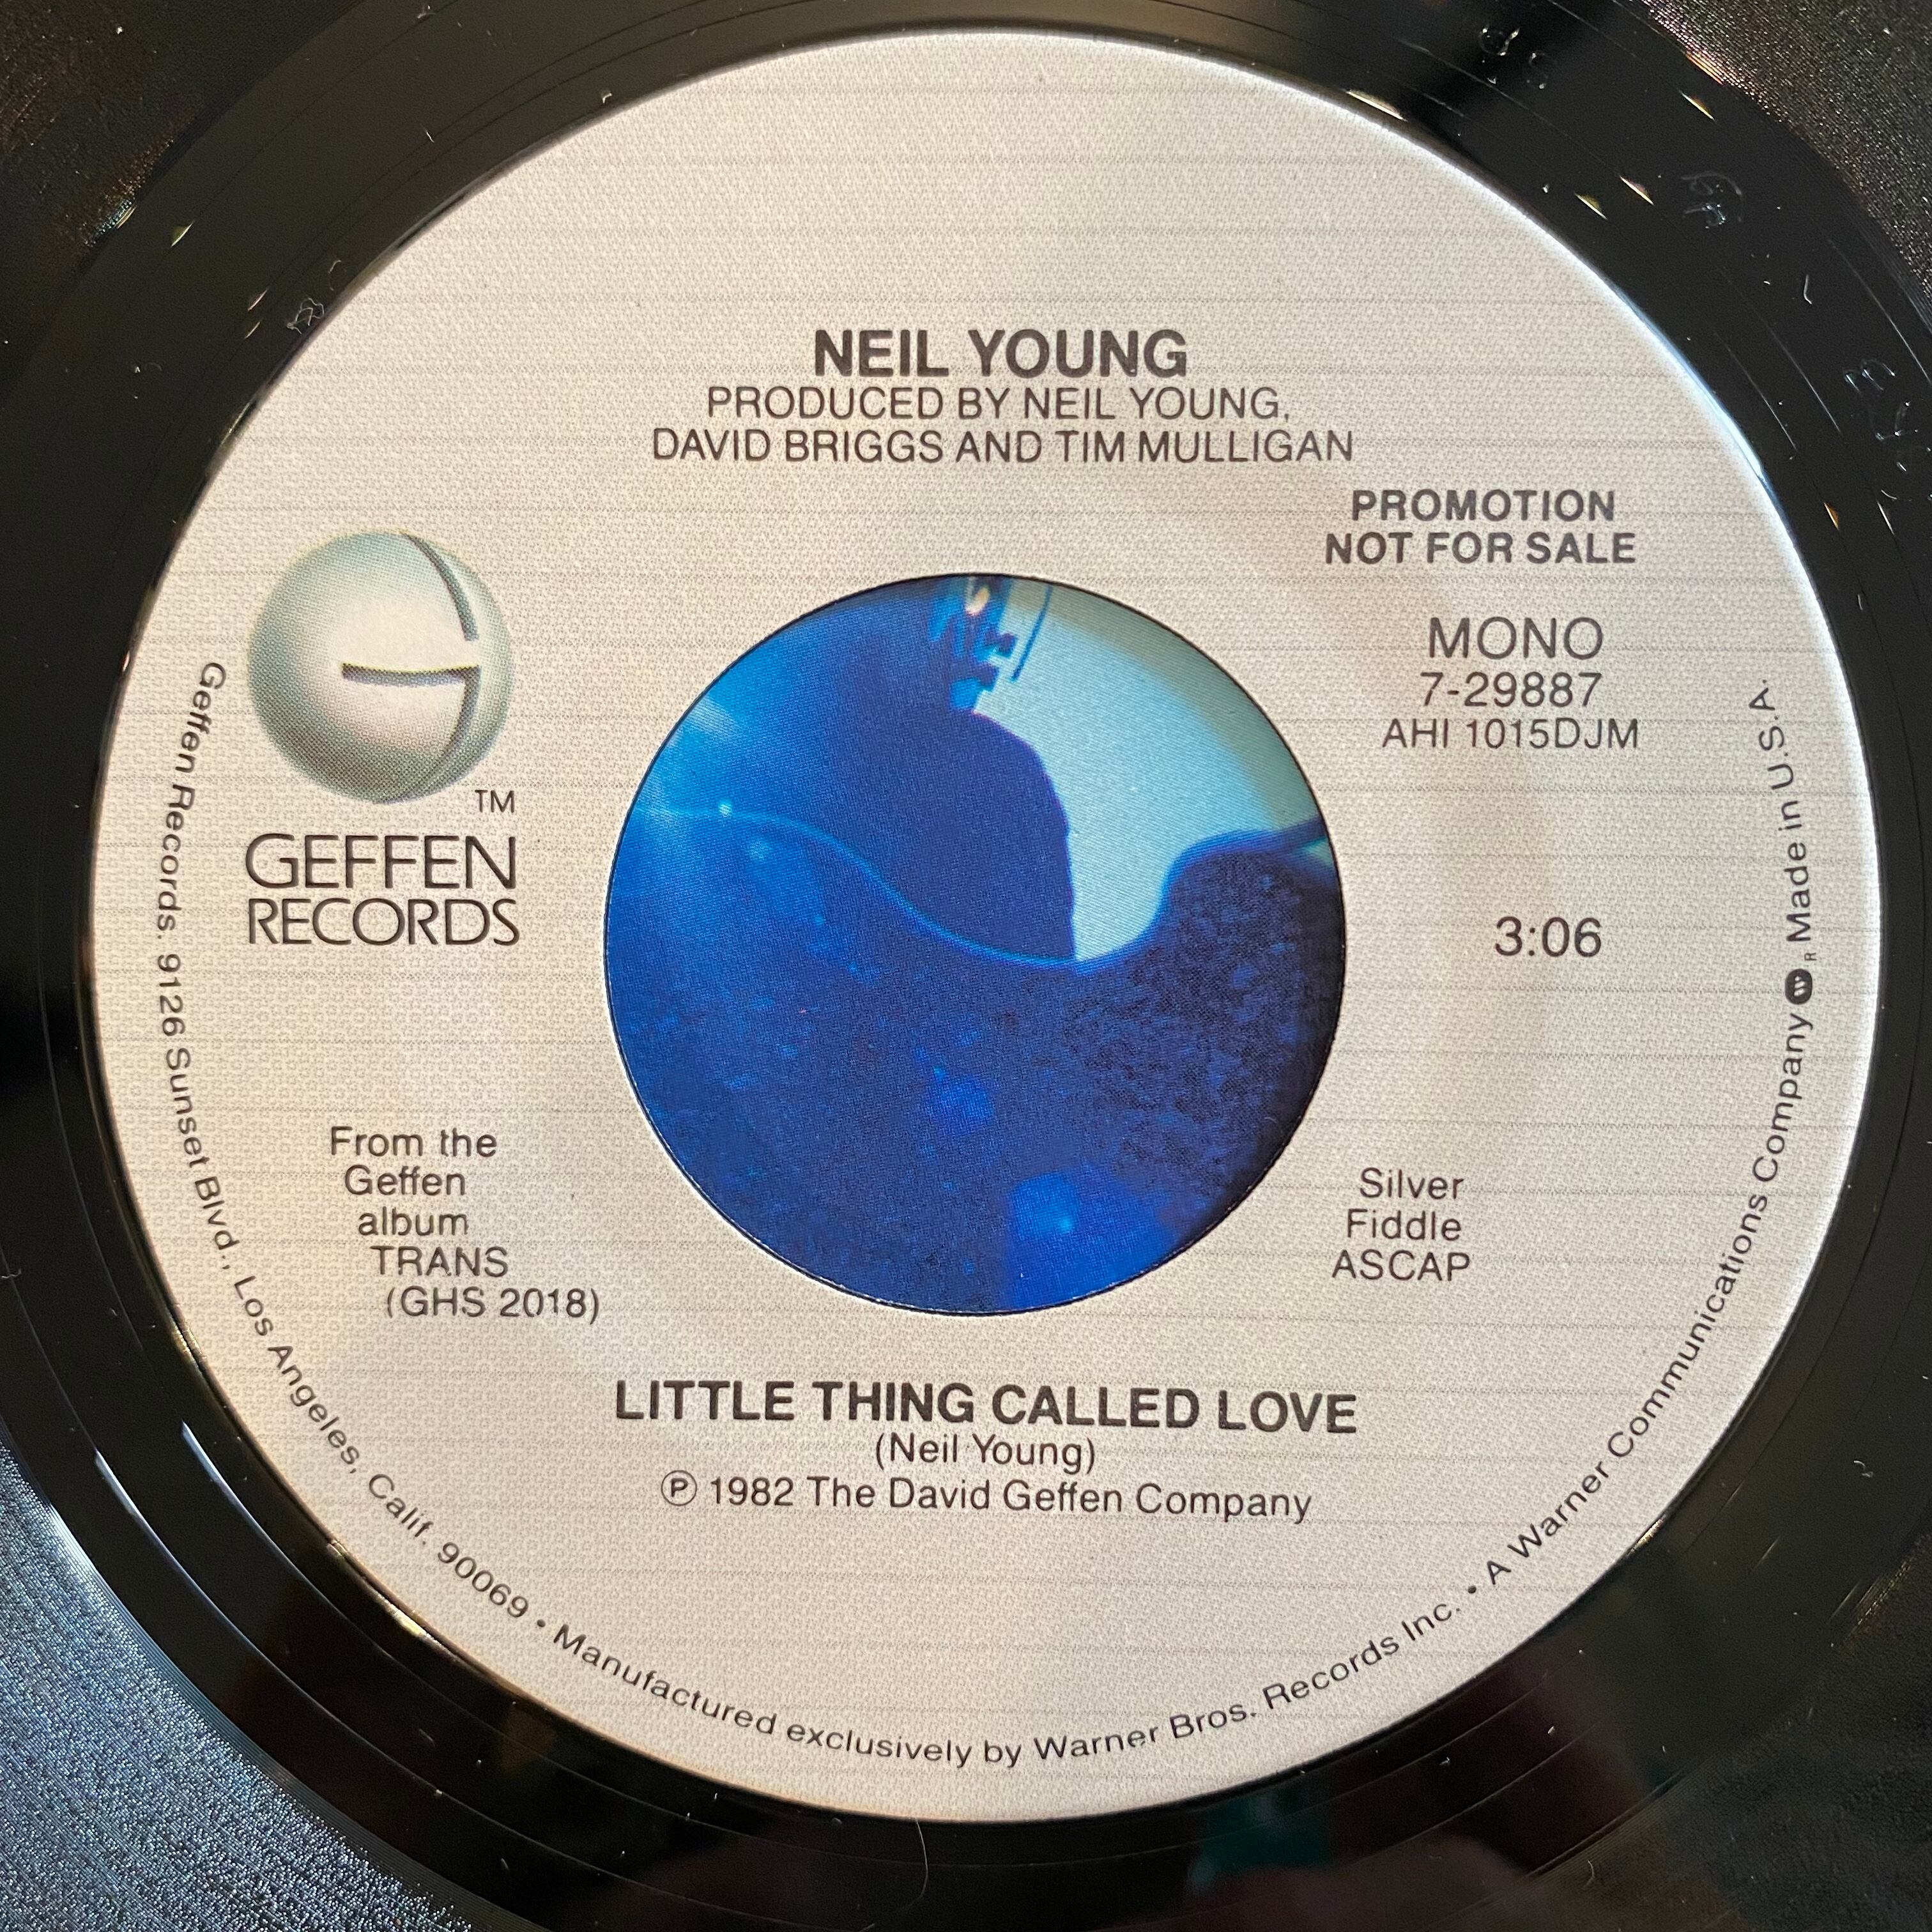 NEIL YOUNG
PRODUCED BY NEIL YOUNG,
DAVID BRIGGS AND TIM MULLIGAN
PROMOTION
NOT FOR SALE
MONO
7-29887
AHI 1015DJM
TM
GEFFEN
RECORDS
3:06
From the
Geffen
album
TRANS
(GHS 2018)
Silver
Fiddle
ASCAP
LITTLE THING CALLED LOVE
(Neil Young)
℗ 1982 The David Geffen Company
Geffen Records. 9126 Sunset Blvd., Los Angeles, Calif. 90069 • Manufactured exclusively by Warner Bros. Records Inc. • A Warner Communications Company R Made in U.S.A.